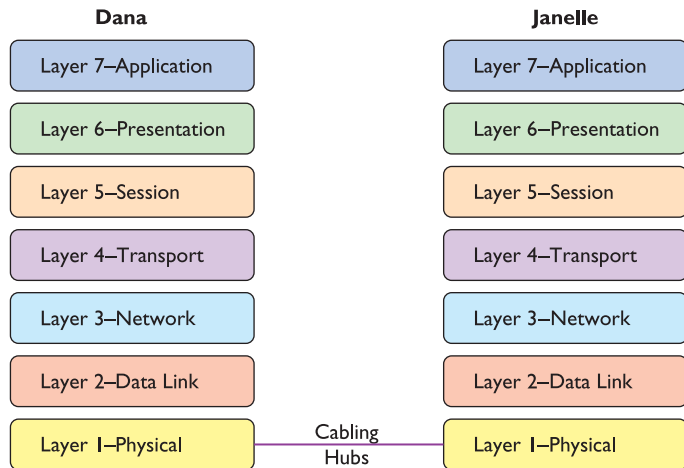 Dana
Janelle
Layer 7–Application
Layer 7–Application
Layer 6–Presentation
Layer 6–Presentation
Layer 5–Session
Layer 5–Session
Layer 4–Transport
Layer 4–Transport
Layer 3–Network
Layer 3–Network
Layer 2–Data Link
Layer 2–Data Link
Layer 1–Physical
Cabling
Hubs
Layer 1–Physical